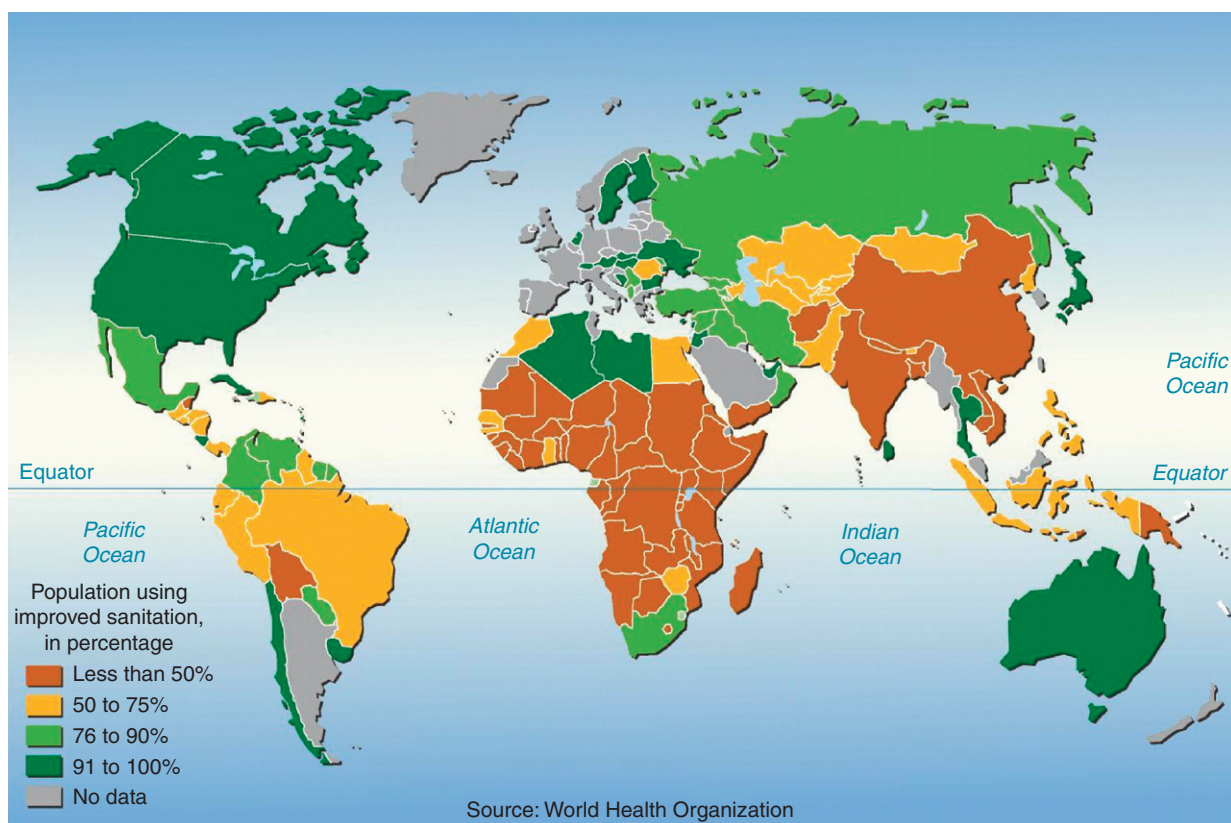 Pacific
Ocean
Equator
Equator
Pacific
Ocean
Atlantic
Ocean
Indian
Ocean
Population using
improved sanitation,
in percentage
Less than 50%
50 to 75%
76 to 90%
91 to 100%
No data
Source: World Health Organization